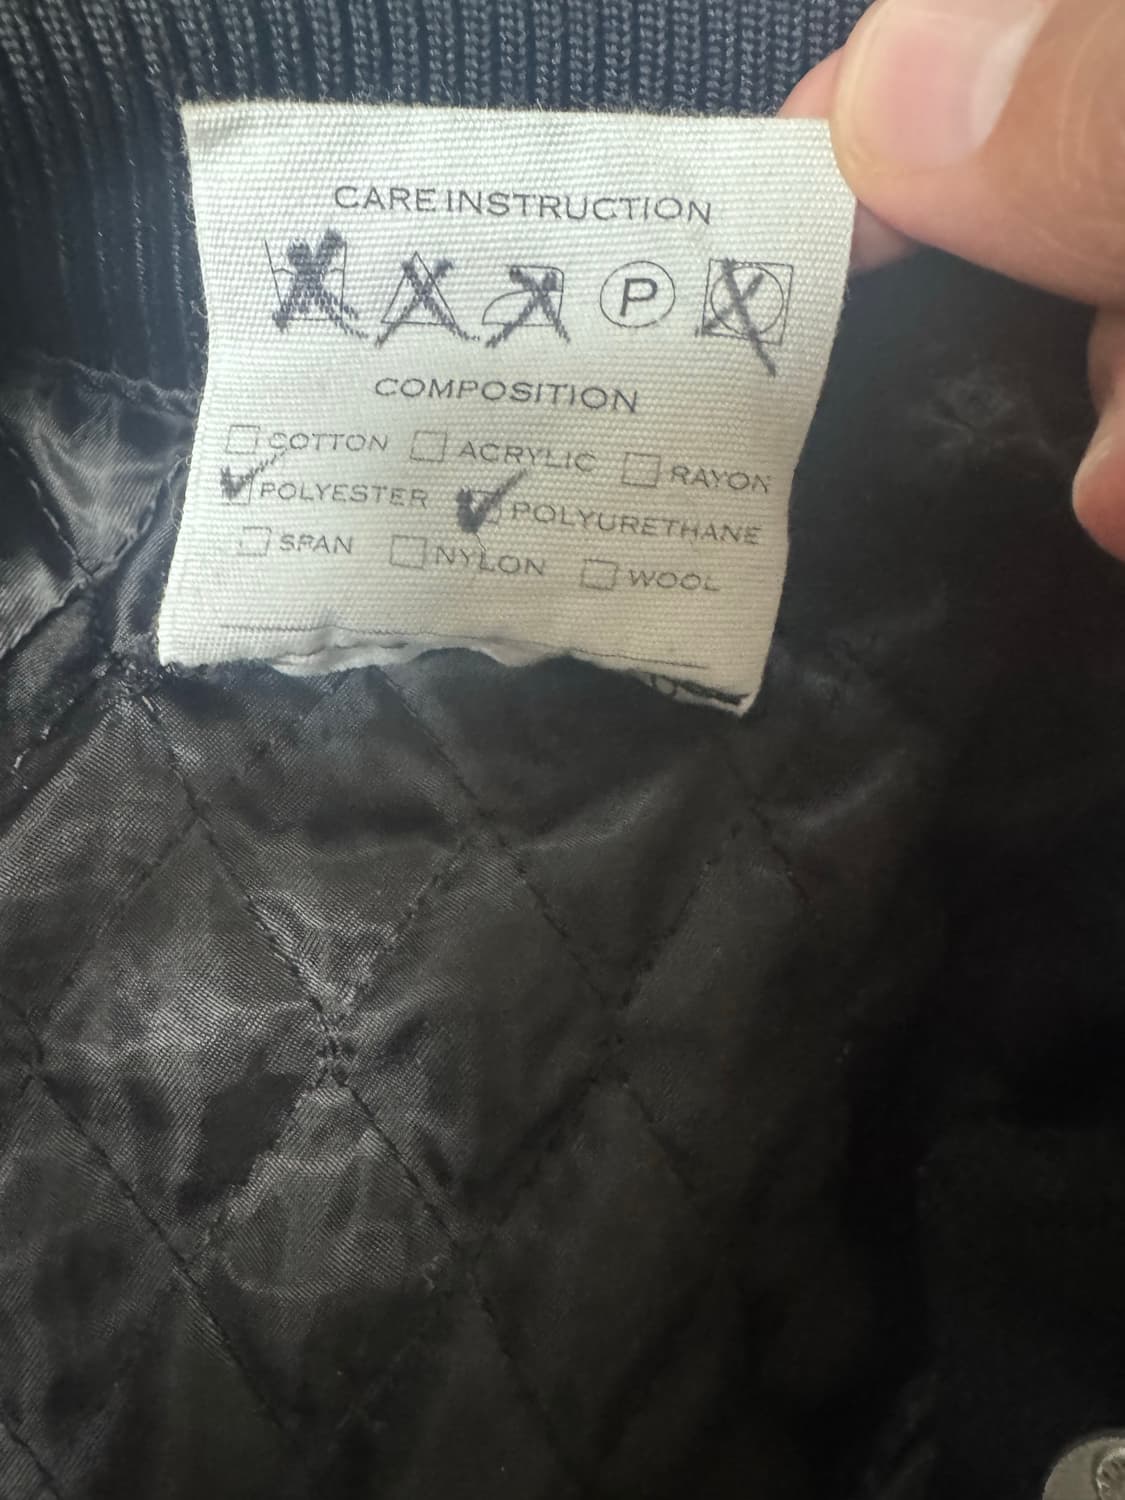 CARE INSTRUCTION
P
COMPOSITION
COTTON ACRYLIC RAYON
POLYESTER POLYURETHANE
SPAN NYLON WOOL